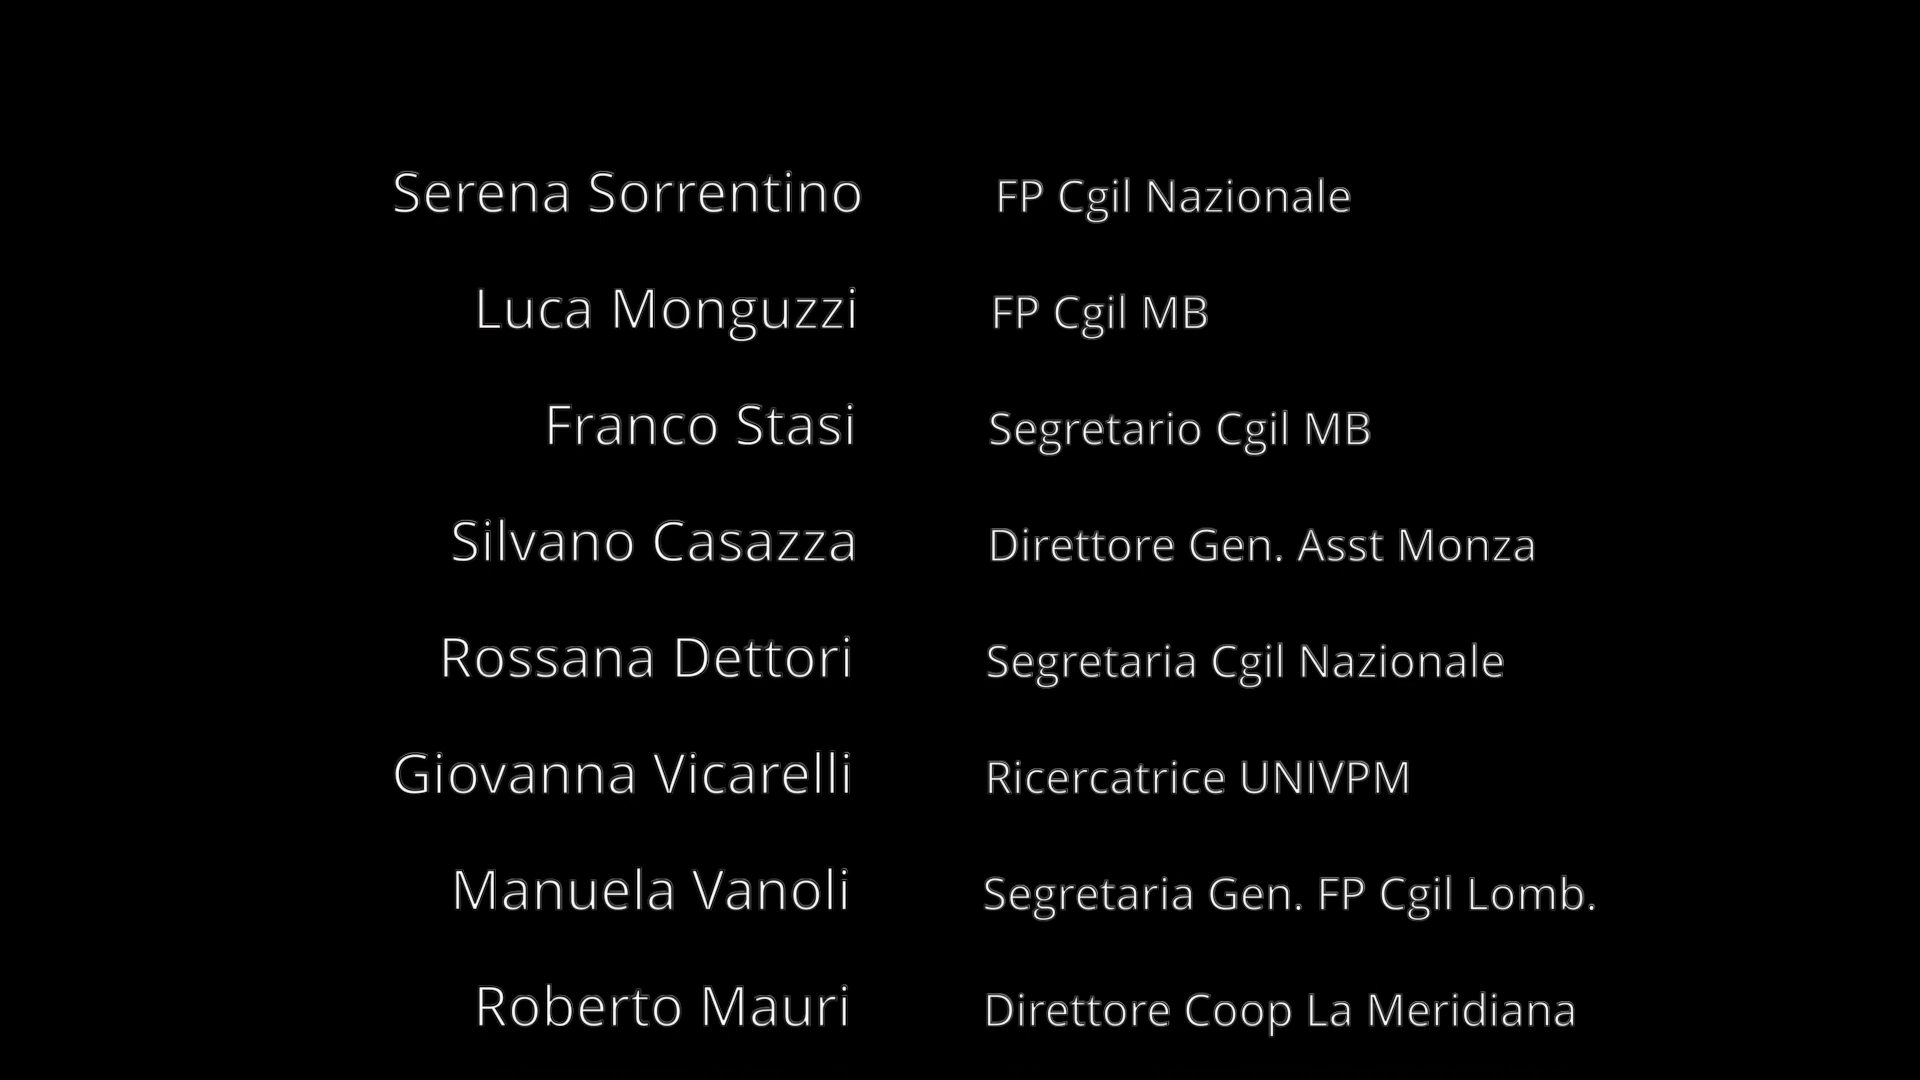 Serena Sorrentino FP Cgil Nazionale
Luca Monguzzi FP Cgil MB
Franco Stasi Segretario Cgil MB
Silvano Casazza Direttore Gen. Asst Monza
Rossana Dettori Segretaria Cgil Nazionale
Giovanna Vicarelli Ricercatrice UNIVPM
Manuela Vanoli Segretaria Gen. FP Cgil Lomb.
Roberto Mauri Direttore Coop La Meridiana